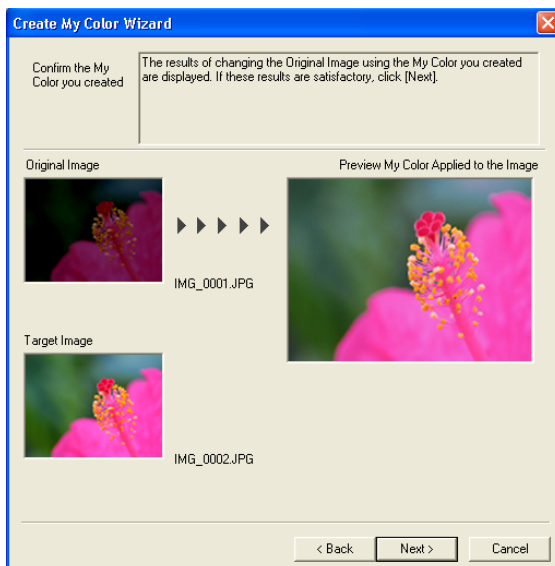 Create My Color Wizard
Confirm the My
Color you created
The results of changing the Original Image using the My Color you created
are displayed. If these results are satisfactory, click [Next].
Original Image
Preview My Color Applied to the Image
IMG_0001.JPG
Target Image
IMG_0002.JPG
< Back
Next >
Cancel